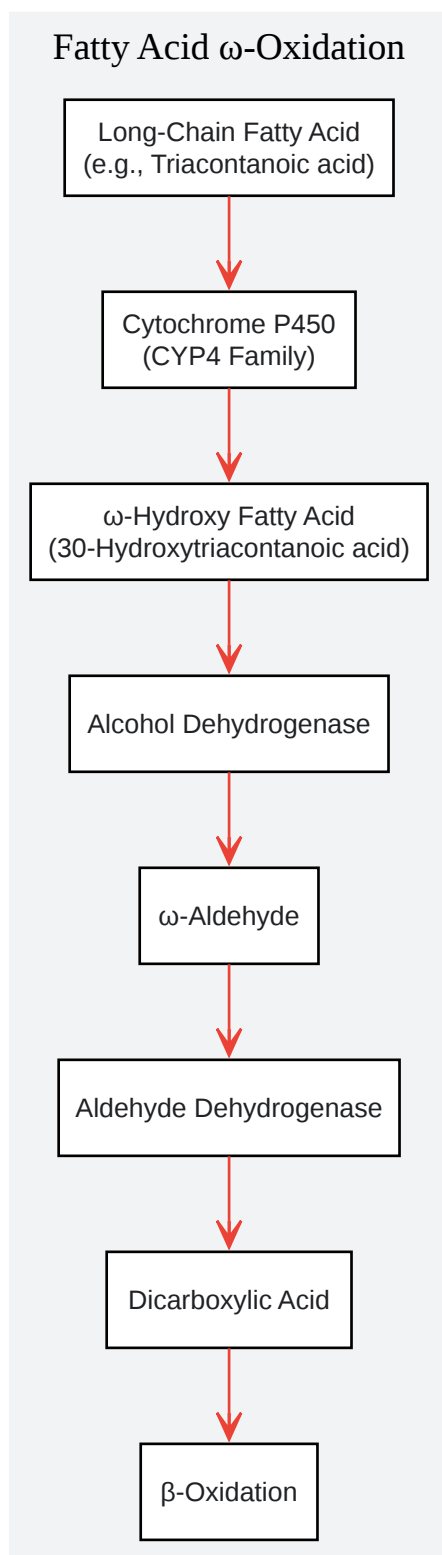 Fatty Acid ω-Oxidation
Long-Chain Fatty Acid
(e.g., Triacontanoic acid)
Cytochrome P450
(CYP4 Family)
ω-Hydroxy Fatty Acid
(30-Hydroxytriacontanoic acid)
Alcohol Dehydrogenase
ω-Aldehyde
Aldehyde Dehydrogenase
Dicarboxylic Acid
β-Oxidation